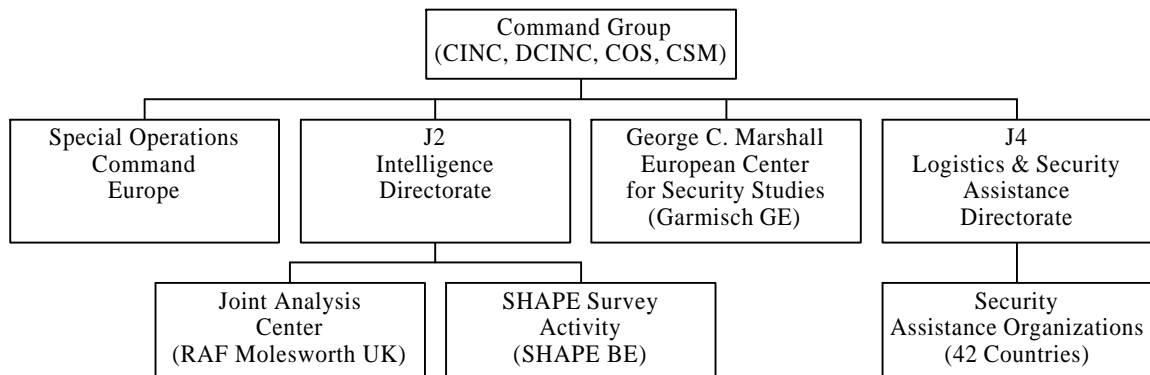 Command Group
(CINC, DCINC, COS, CSM)
Special Operations
Command
Europe
J2
Intelligence
Directorate
George C. Marshall
European Center
for Security Studies
(Garmisch GE)
J4
Logistics & Security
Assistance
Directorate
Joint Analysis
Center
(RAF Molesworth UK)
SHAPE Survey
Activity
(SHAPE BE)
Security
Assistance Organizations
(42 Countries)